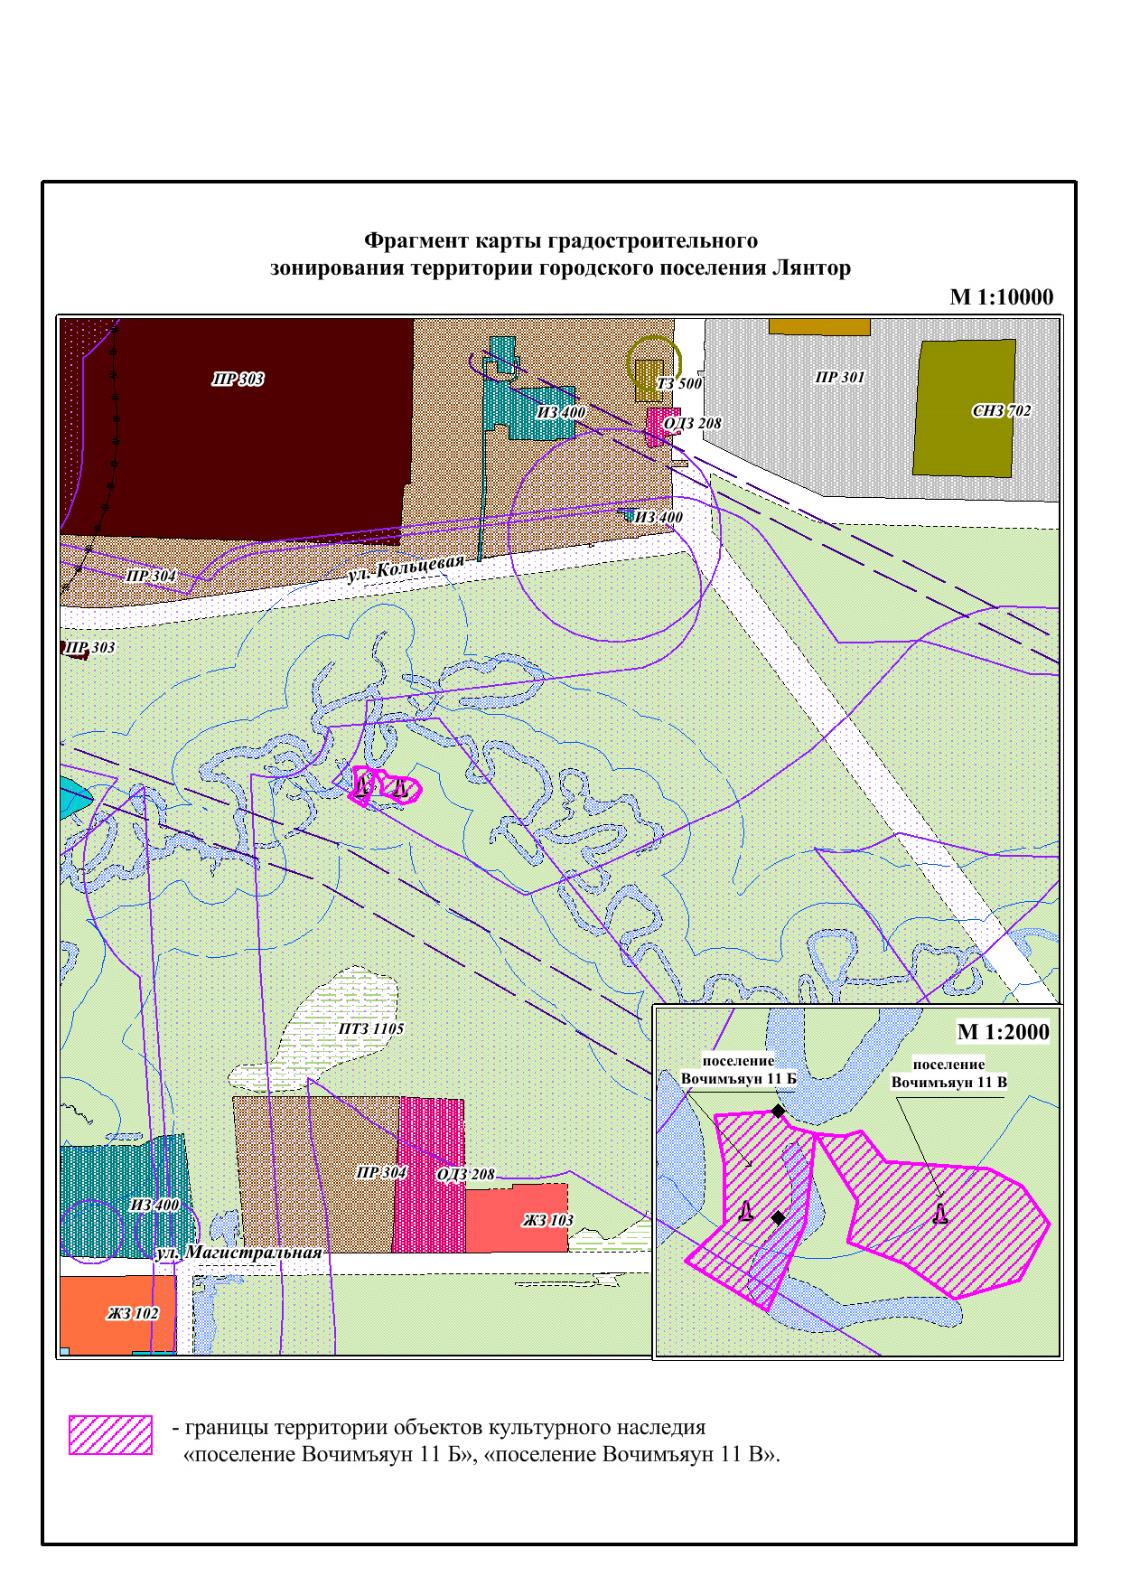 Фрагмент карты градостроительного
зонирования территории городского поселения Лянтор
М 1:10000
ПР 303
ПР 301
ТЗ 500
СНЗ 702
ИЗ 400
ОДЗ 208
ИЗ 400
ул. Кольцевая
ПР 304
ПР 303
ПТЗ 1105
М 1:2000
поселение
Вочимъяун 11 Б
поселение
Вочимъяун 11 В
ПР 304
ОДЗ 208
ИЗ 400
ЖЗ 103
ул. Магистральная
ЖЗ 102
- границы территории объектов культурного наследия
«поселение Вочимъяун 11 Б», «поселение Вочимъяун 11 В».